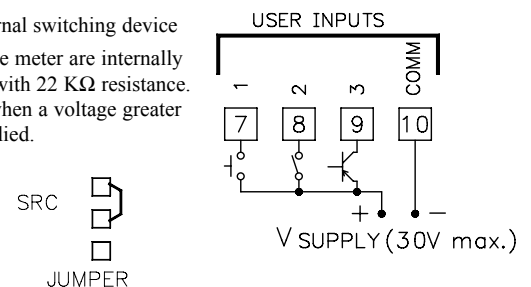 rnal switching device
e meter are internally
with 22 KΩ resistance.
when a voltage greater
lied.
USER INPUTS
1 2 3 COMM
7 8 9 10
+ −
V SUPPLY (30V max.)
SRC
JUMPER